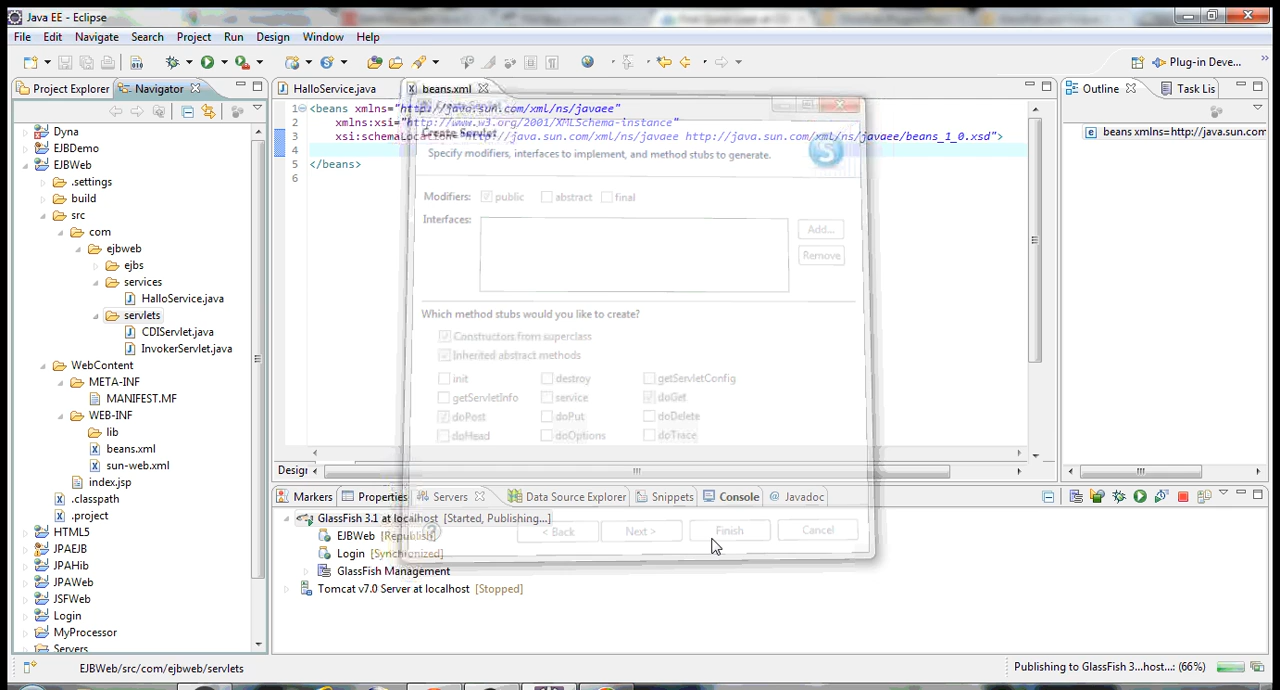 Java EE - Eclipse
File Edit Navigate Search Project Run Design Window Help
Plug-in Deve...
Project Explorer Navigator
HalloService.java beans.xml
Outline Task Lis
Dyna
EJBDemo
EJBWeb
.settings
build
src
com
ejbweb
ejbs
services
HalloService.java
servlets
CDIServlet.java
InvokerServlet.java
WebContent
META-INF
MANIFEST.MF
WEB-INF
lib
beans.xml
sun-web.xml
index.jsp
.classpath
.project
HTML5
JPAEJB
JPAHib
JPAWeb
JSFWeb
Login
MyProcessor
Servers
1 <beans xmlns="http://java.sun.com/xml/ns/javaee"
2 xmlns:xsi="http://www.w3.org/2001/XMLSchema-instance"
3 xsi:schemaLocation="http://java.sun.com/xml/ns/javaee http://java.sun.com/xml/ns/javaee/beans_1_0.xsd">
4
5 </beans>
6
Create Servlet
Specify modifiers, interfaces to implement, and method stubs to generate.
Modifiers: public abstract final
Interfaces:
Add...
Remove
Which method stubs would you like to create?
Constructors from superclass
Inherited abstract methods
init destroy getServletConfig
getServletInfo service doGet
doPost doPut doDelete
doHead doOptions doTrace
< Back Next > Finish Cancel
beans xmlns=http://java.sun.com
Design
Markers Properties Servers Data Source Explorer Snippets Console Javadoc
GlassFish 3.1 at localhost [Started, Publishing...]
EJBWeb [Republish]
Login [Synchronized]
GlassFish Management
Tomcat v7.0 Server at localhost [Stopped]
EJBWeb/src/com/ejbweb/servlets
Publishing to GlassFish 3...host...: (66%)